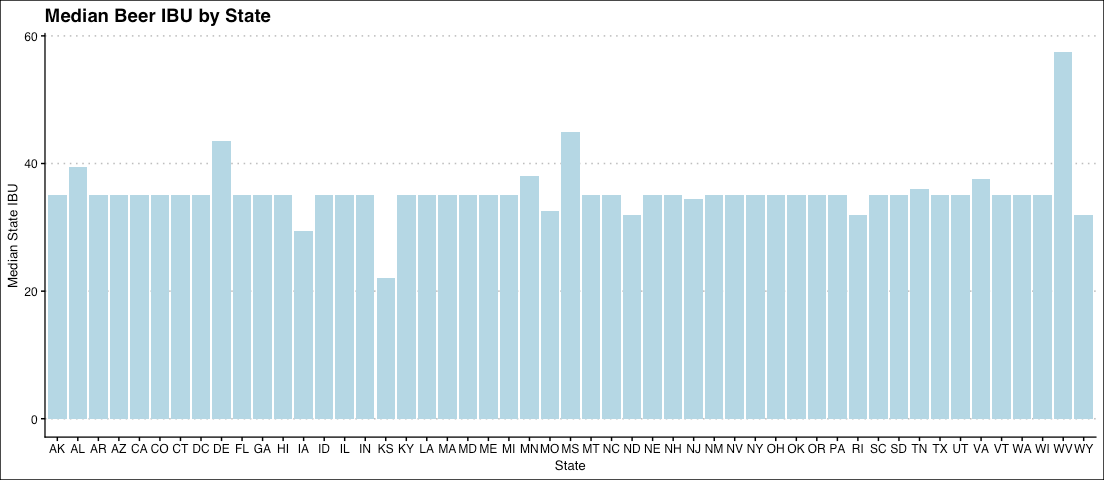 Median Beer IBU by State
60
40
20
0
Median State IBU
AK AL AR AZ CA CO CT DC DE FL GA HI IA ID IL IN KS KY LA MA MD ME MI MN MO MS MT NC ND NE NH NJ NM NV NY OH OK OR PA RI SC SD TN TX UT VA VT WA WI WV WY
State